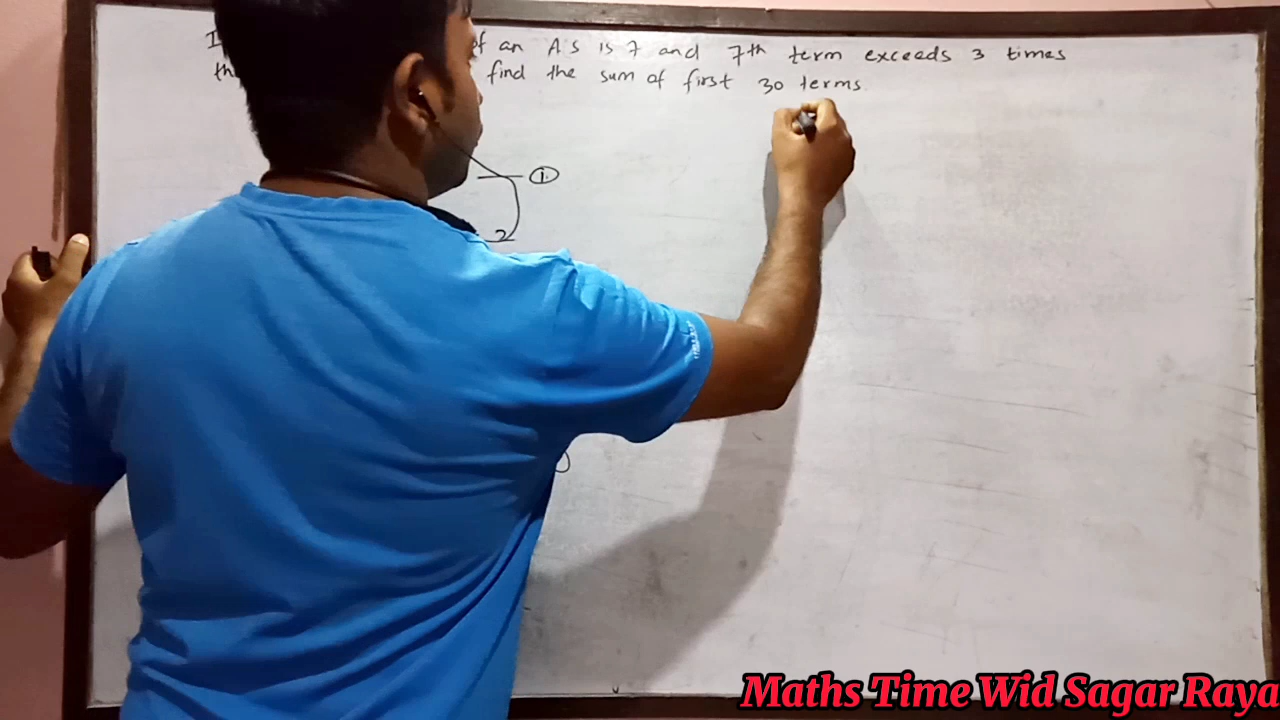 I
of an A.S is 7 and 7th term exceeds 3 times
find the sum of first 30 terms.
①
2
Maths Time Wid Sagar Raya